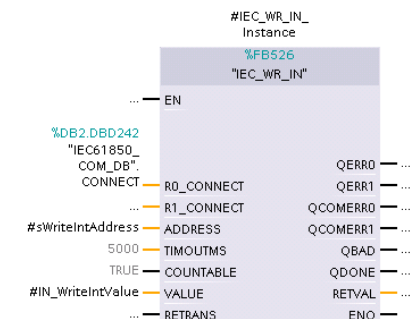 #IEC_WR_IN_
Instance
%FB526
"IEC_WR_IN"
... EN
%DB2.DBD242
"IEC61850_
COM_DB".
CONNECT R0_CONNECT
... R1_CONNECT
#sWriteIntAddress ADDRESS
5000 TIMOUTMS
TRUE COUNTABLE
#IN_WriteIntValue VALUE
... RETRANS
QERR0 ...
QERR1 ...
QCOMERR0 ...
QCOMERR1 ...
QBAD ...
QDONE ...
RETVAL ...
ENO